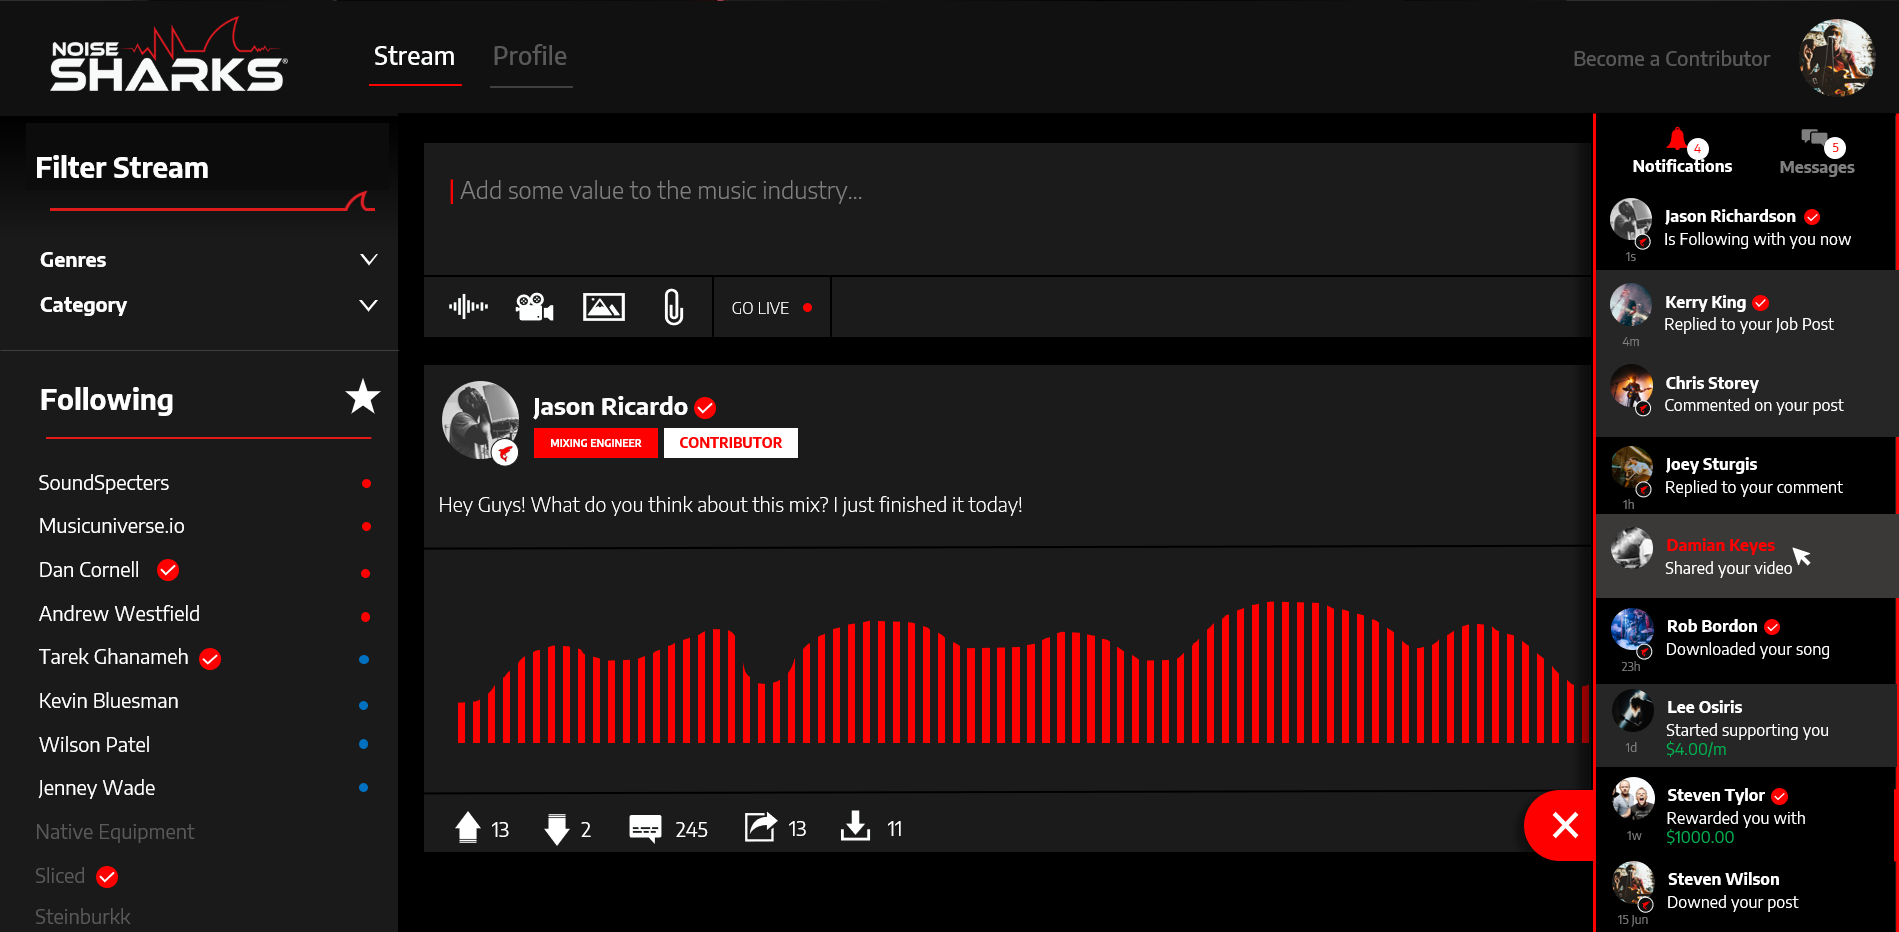 NOISE
SHARKS®
Stream
Profile
Become a Contributor
Filter Stream
Genres
Category
Following
SoundSpecters
Musicuniverse.io
Dan Cornell
Andrew Westfield
Tarek Ghanameh
Kevin Bluesman
Wilson Patel
Jenney Wade
Native Equipment
Sliced
Steinburkk
Add some value to the music industry...
GO LIVE
Jason Ricardo
MIXING ENGINEER
CONTRIBUTOR
Hey Guys! What do you think about this mix? I just finished it today!
13
2
245
13
11
4
Notifications
5
Messages
Jason Richardson
Is Following with you now
1s
Kerry King
Replied to your Job Post
4m
Chris Storey
Commented on your post
Joey Sturgis
Replied to your comment
1h
Damian Keyes
Shared your video
Rob Bordon
Downloaded your song
23h
Lee Osiris
Started supporting you
1d
$4.00/m
Steven Tylor
Rewarded you with
1w
$1000.00
Steven Wilson
Downed your post
15 Jun